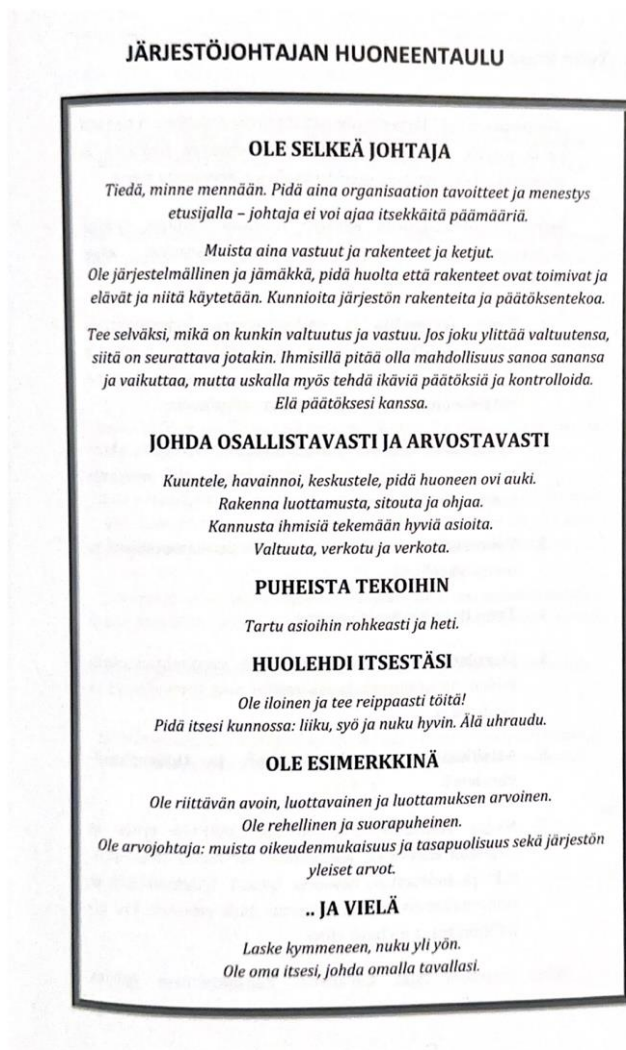 JÄRJESTÖJOHTAJAN HUONEENTAULU
OLE SELKEÄ JOHTAJA
Tiedä, minne mennään. Pidä aina organisaation tavoitteet ja menestys
etusijalla – johtaja ei voi ajaa itsekkäitä päämääriä.
Muista aina vastuut ja rakenteet ja ketjut.
Ole järjestelmällinen ja jämäkkä, pidä huolta että rakenteet ovat toimivat ja
elävät ja niitä käytetään. Kunnioita järjestön rakenteita ja päätöksentekoa.
Tee selväksi, mikä on kunkin valtuutus ja vastuu. Jos joku ylittää valtuutensa,
siitä on seurattava jotakin. Ihmisillä pitää olla mahdollisuus sanoa sanansa
ja vaikuttaa, mutta uskalla myös tehdä ikäviä päätöksiä ja kontrolloida.
Elä päätöksesi kanssa.
JOHDA OSALLISTAVASTI JA ARVOSTAVASTI
Kuuntele, havainnoi, keskustele, pidä huoneen ovi auki.
Rakenna luottamusta, sitouta ja ohjaa.
Kannusta ihmisiä tekemään hyviä asioita.
Valtuuta, verkotu ja verkota.
PUHEISTA TEKOIHIN
Tartu asioihin rohkeasti ja heti.
HUOLEHDI ITSESTÄSI
Ole iloinen ja tee reippaasti töitä!
Pidä itsesi kunnossa: liiku, syö ja nuku hyvin. Älä uhraudu.
OLE ESIMERKKINÄ
Ole riittävän avoin, luottavainen ja luottamuksen arvoinen.
Ole rehellinen ja suorapuheinen.
Ole arvojohtaja: muista oikeudenmukaisuus ja tasapuolisuus sekä järjestön
yleiset arvot.
.. JA VIELÄ
Laske kymmeneen, nuku yli yön.
Ole oma itsesi, johda omalla tavallasi.